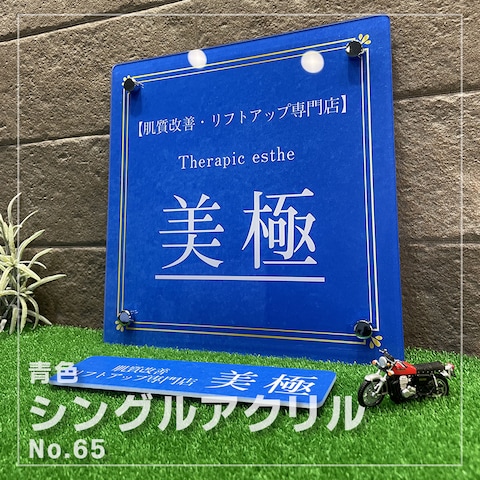 【肌質改善・リフトアップ専門店】
Therapic esthe
美極
肌質改善
リフトアップ専門店
美極
青色
シングルアクリル
No.65